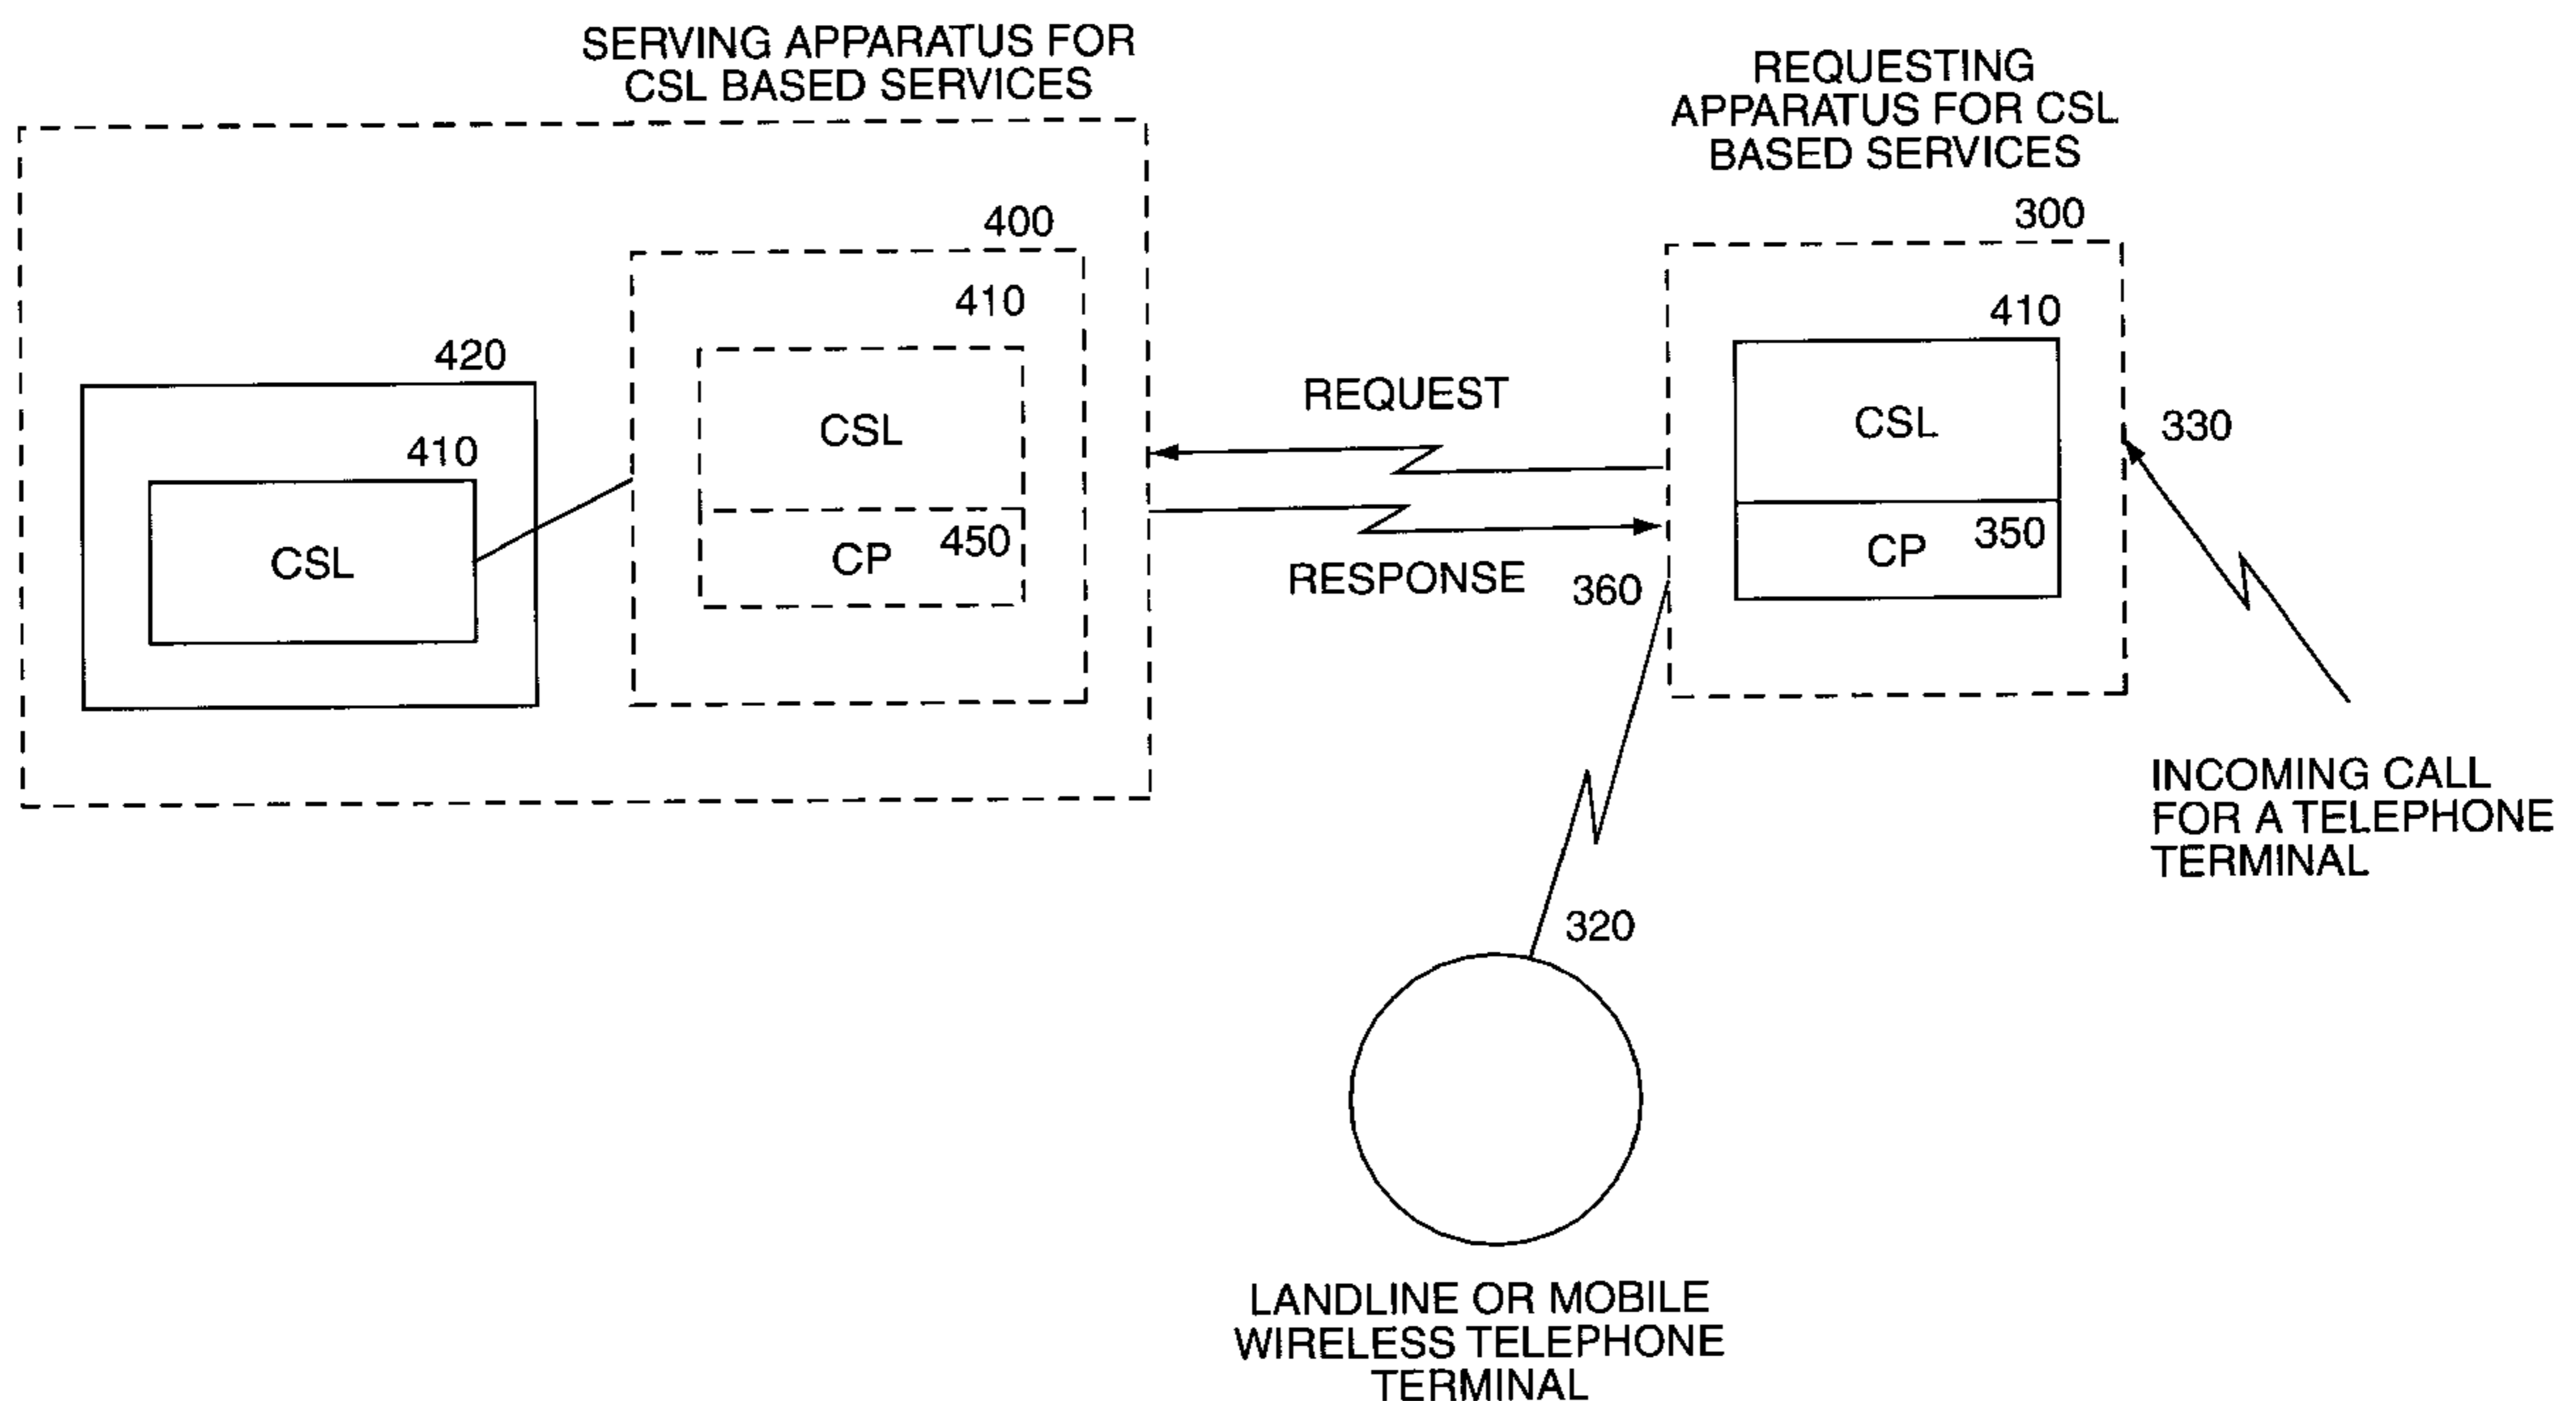 SERVING APPARATUS FOR
CSL BASED SERVICES
REQUESTING
APPARATUS FOR CSL
BASED SERVICES
400
300
410
410
420
REQUEST
330
410
CSL
CSL
CSL
CP
450
RESPONSE
360
CP
350
INCOMING CALL
FOR A TELEPHONE
TERMINAL
320
LANDLINE OR MOBILE
WIRELESS TELEPHONE
TERMINAL